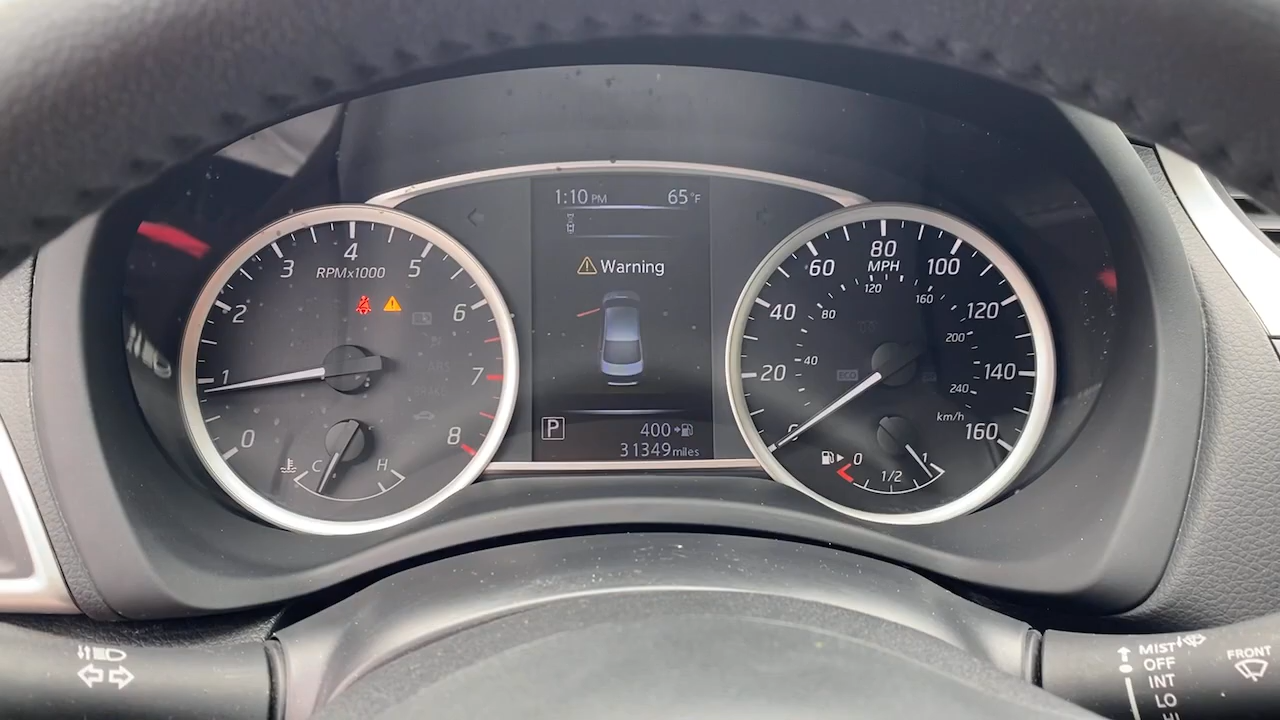 1:10 PM 65°F
Warning
P
400
31349 miles
0
1
2
3
4
5
6
7
8
RPMx1000
C H
0
20
40
60
80
100
120
140
160
MPH
40
80
120
160
200
240
km/h
ECO
0 1/2 1
MIST
OFF
INT
LO
FRONT